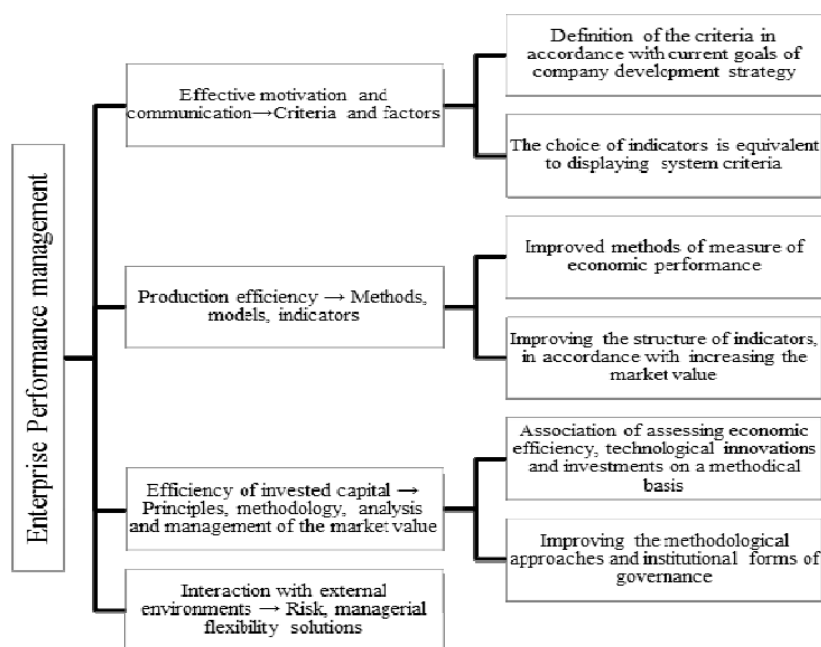 Enterprise Performance management
Effective motivation and
communication→Criteria and factors
Definition of the criteria in
accordance with current goals of
company development strategy
The choice of indicators is equivalent
to displaying system criteria
Production efficiency → Methods,
models, indicators
Improved methods of measure of
economic performance
Improving the structure of indicators,
in accordance with increasing the
market value
Efficiency of invested capital →
Principles, methodology, analysis
and management of the market value
Association of assessing economic
efficiency, technological innovations
and investments on a methodical
basis
Improving the methodological
approaches and institutional forms of
governance
Interaction with external
environments → Risk, managerial
flexibility solutions